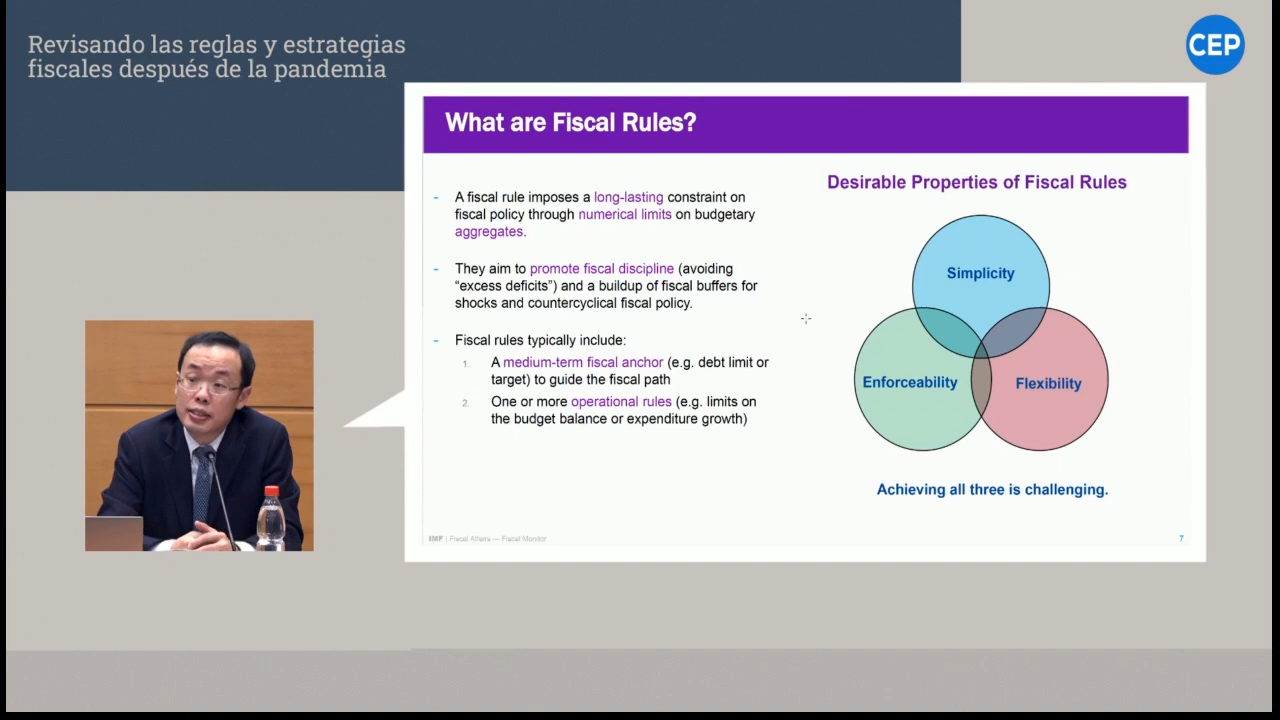 Revisando las reglas y estrategias
fiscales después de la pandemia
CEP
What are Fiscal Rules?
- A fiscal rule imposes a long-lasting constraint on
fiscal policy through numerical limits on budgetary
aggregates.
- They aim to promote fiscal discipline (avoiding
“excess deficits”) and a buildup of fiscal buffers for
shocks and countercyclical fiscal policy.
- Fiscal rules typically include:
1. A medium-term fiscal anchor (e.g. debt limit or
target) to guide the fiscal path
2. One or more operational rules (e.g. limits on
the budget balance or expenditure growth)
Desirable Properties of Fiscal Rules
Simplicity
Enforceability
Flexibility
Achieving all three is challenging.
IMF | Fiscal Affairs — Fiscal Monitor
7